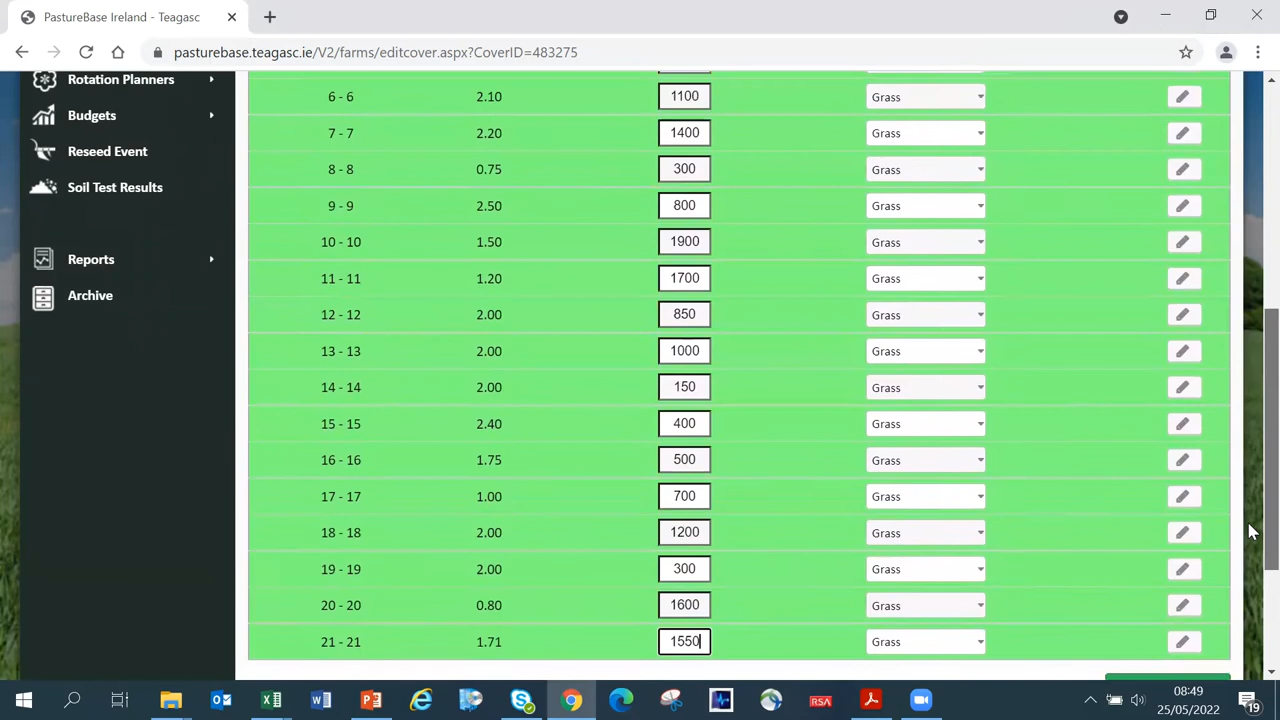 PastureBase Ireland - Teagasc
pasturebase.teagasc.ie/V2/farms/editcover.aspx?CoverID=483275
Rotation Planners
Budgets
Reseed Event
Soil Test Results
Reports
Archive
6 - 6 2.10 1100 Grass
7 - 7 2.20 1400 Grass
8 - 8 0.75 300 Grass
9 - 9 2.50 800 Grass
10 - 10 1.50 1900 Grass
11 - 11 1.20 1700 Grass
12 - 12 2.00 850 Grass
13 - 13 2.00 1000 Grass
14 - 14 2.00 150 Grass
15 - 15 2.40 400 Grass
16 - 16 1.75 500 Grass
17 - 17 1.00 700 Grass
18 - 18 2.00 1200 Grass
19 - 19 2.00 300 Grass
20 - 20 0.80 1600 Grass
21 - 21 1.71 1550 Grass
RSA
08:49
25/05/2022
19